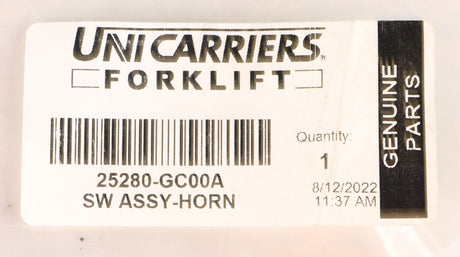 UNICARRIERS
FORKLIFT
25280-GC00A
SW ASSY-HORN
Quantity:
1
8/12/2022
11:37 AM
GENUINE
PARTS